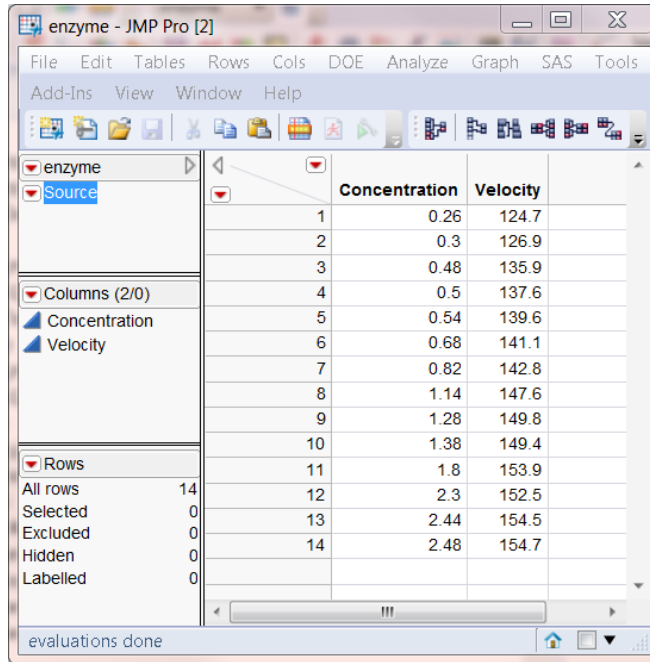 enzyme - JMP Pro [2]
File Edit Tables Rows Cols DOE Analyze Graph SAS Tools
Add-Ins View Window Help
enzyme
Source
Columns (2/0)
Concentration
Velocity
Rows
All rows 14
Selected 0
Excluded 0
Hidden 0
Labelled 0
Concentration Velocity
1 0.26 124.7
2 0.3 126.9
3 0.48 135.9
4 0.5 137.6
5 0.54 139.6
6 0.68 141.1
7 0.82 142.8
8 1.14 147.6
9 1.28 149.8
10 1.38 149.4
11 1.8 153.9
12 2.3 152.5
13 2.44 154.5
14 2.48 154.7
evaluations done